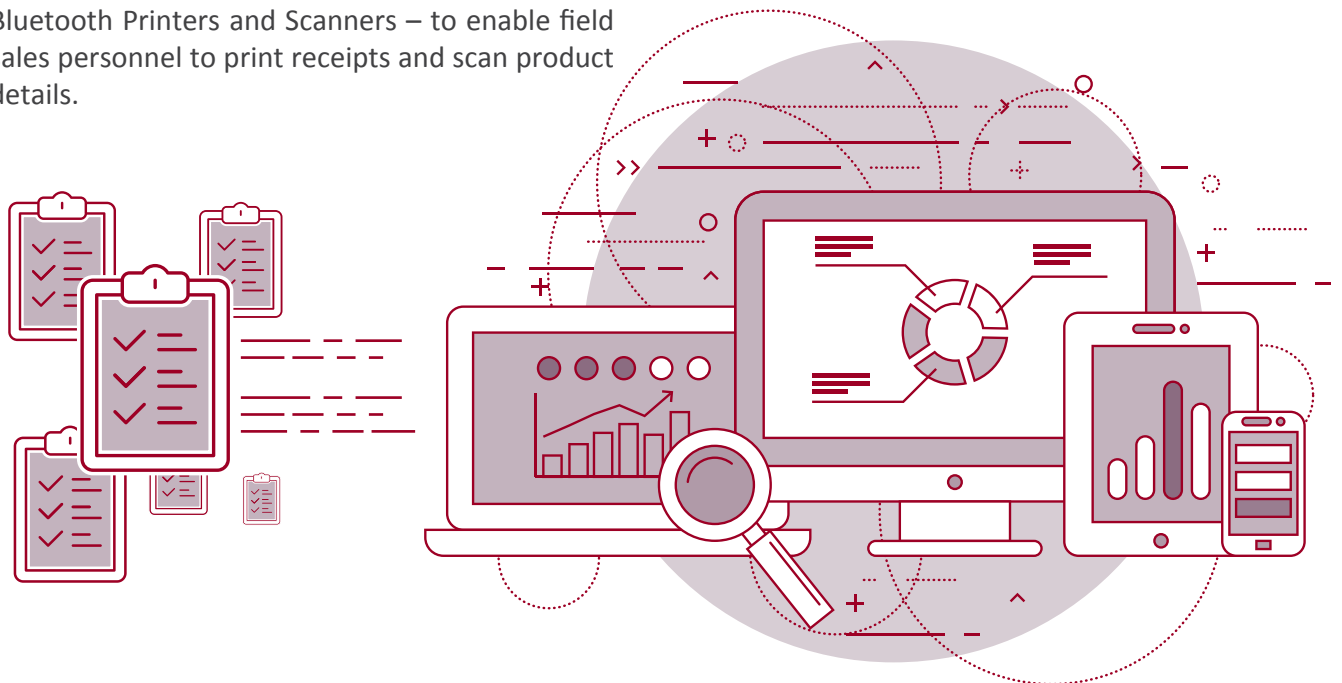 Bluetooth Printers and Scanners – to enable field
sales personnel to print receipts and scan product
details.